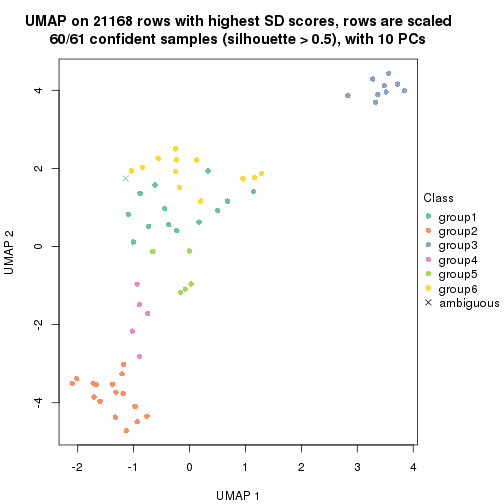 UMAP on 21168 rows with highest SD scores, rows are scaled
60/61 confident samples (silhouette > 0.5), with 10 PCs
UMAP 2
4
2
0
-2
-4
-2
-1
0
1
2
3
4
UMAP 1
Class
group1
group2
group3
group4
group5
group6
ambiguous